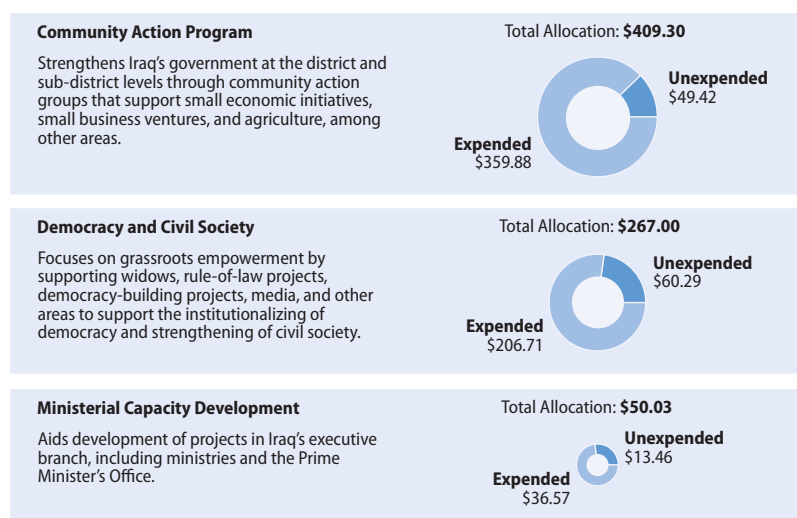 Community Action Program
Strengthens Iraq’s government at the district and
sub-district levels through community action
groups that support small economic initiatives,
small business ventures, and agriculture, among
other areas.
Total Allocation: $409.30
Unexpended
$49.42
Expended
$359.88
Democracy and Civil Society
Focuses on grassroots empowerment by
supporting widows, rule-of-law projects,
democracy-building projects, media, and other
areas to support the institutionalizing of
democracy and strengthening of civil society.
Total Allocation: $267.00
Unexpended
$60.29
Expended
$206.71
Ministerial Capacity Development
Aids development of projects in Iraq’s executive
branch, including ministries and the Prime
Minister’s Office.
Total Allocation: $50.03
Unexpended
$13.46
Expended
$36.57